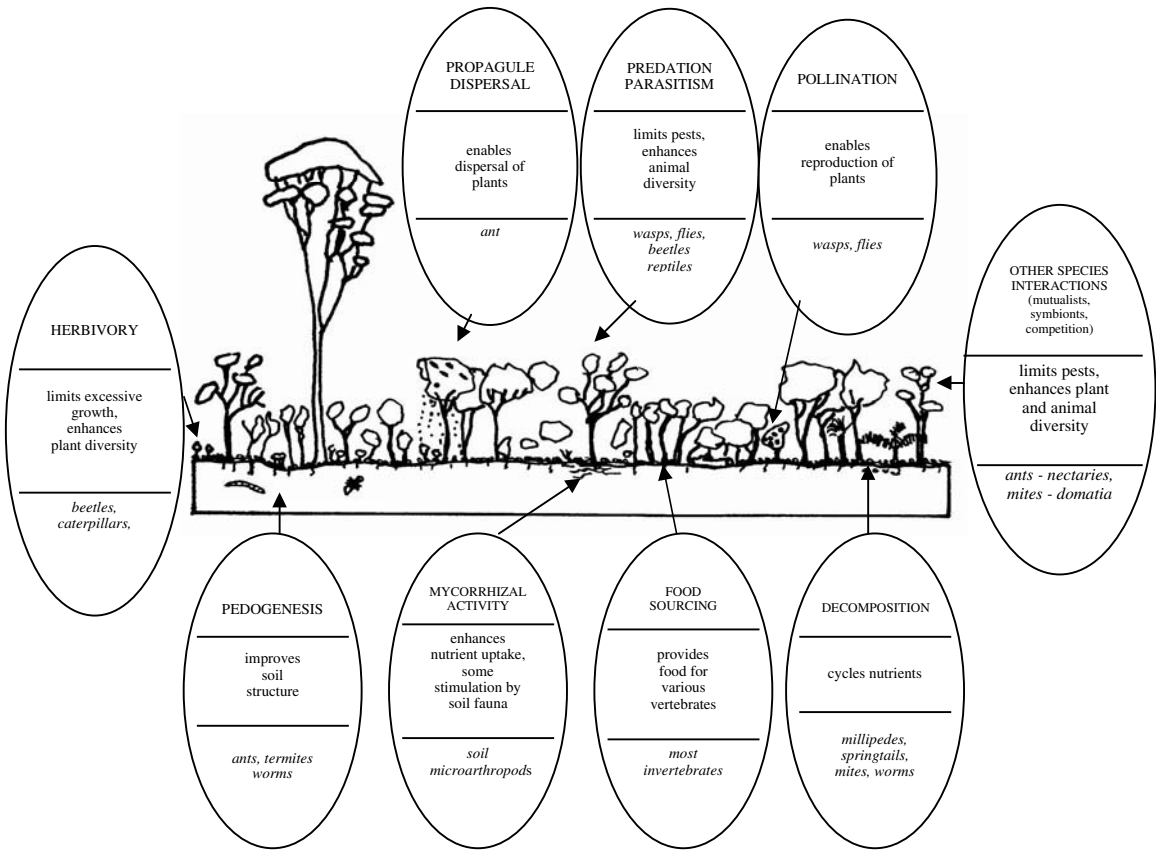 PROPAGULE
DISPERSAL
enables
dispersal of
plants
ant
PREDATION
PARASITISM
limits pests,
enhances
animal
diversity
wasps, flies,
beetles
reptiles
POLLINATION
enables
reproduction of
plants
wasps, flies
OTHER SPECIES
INTERACTIONS
(mutualists,
symbionts,
competition)
limits pests,
enhances plant
and animal
diversity
ants - nectaries,
mites - domatia
HERBIVORY
limits excessive
growth,
enhances
plant diversity
beetles,
caterpillars,
PEDOGENESIS
improves
soil
structure
ants, termites
worms
MYCORRHIZAL
ACTIVITY
enhances
nutrient uptake,
some
stimulation by
soil fauna
soil
microarthropods
FOOD
SOURCING
provides
food for
various
vertebrates
most
invertebrates
DECOMPOSITION
cycles nutrients
millipedes,
springtails,
mites, worms